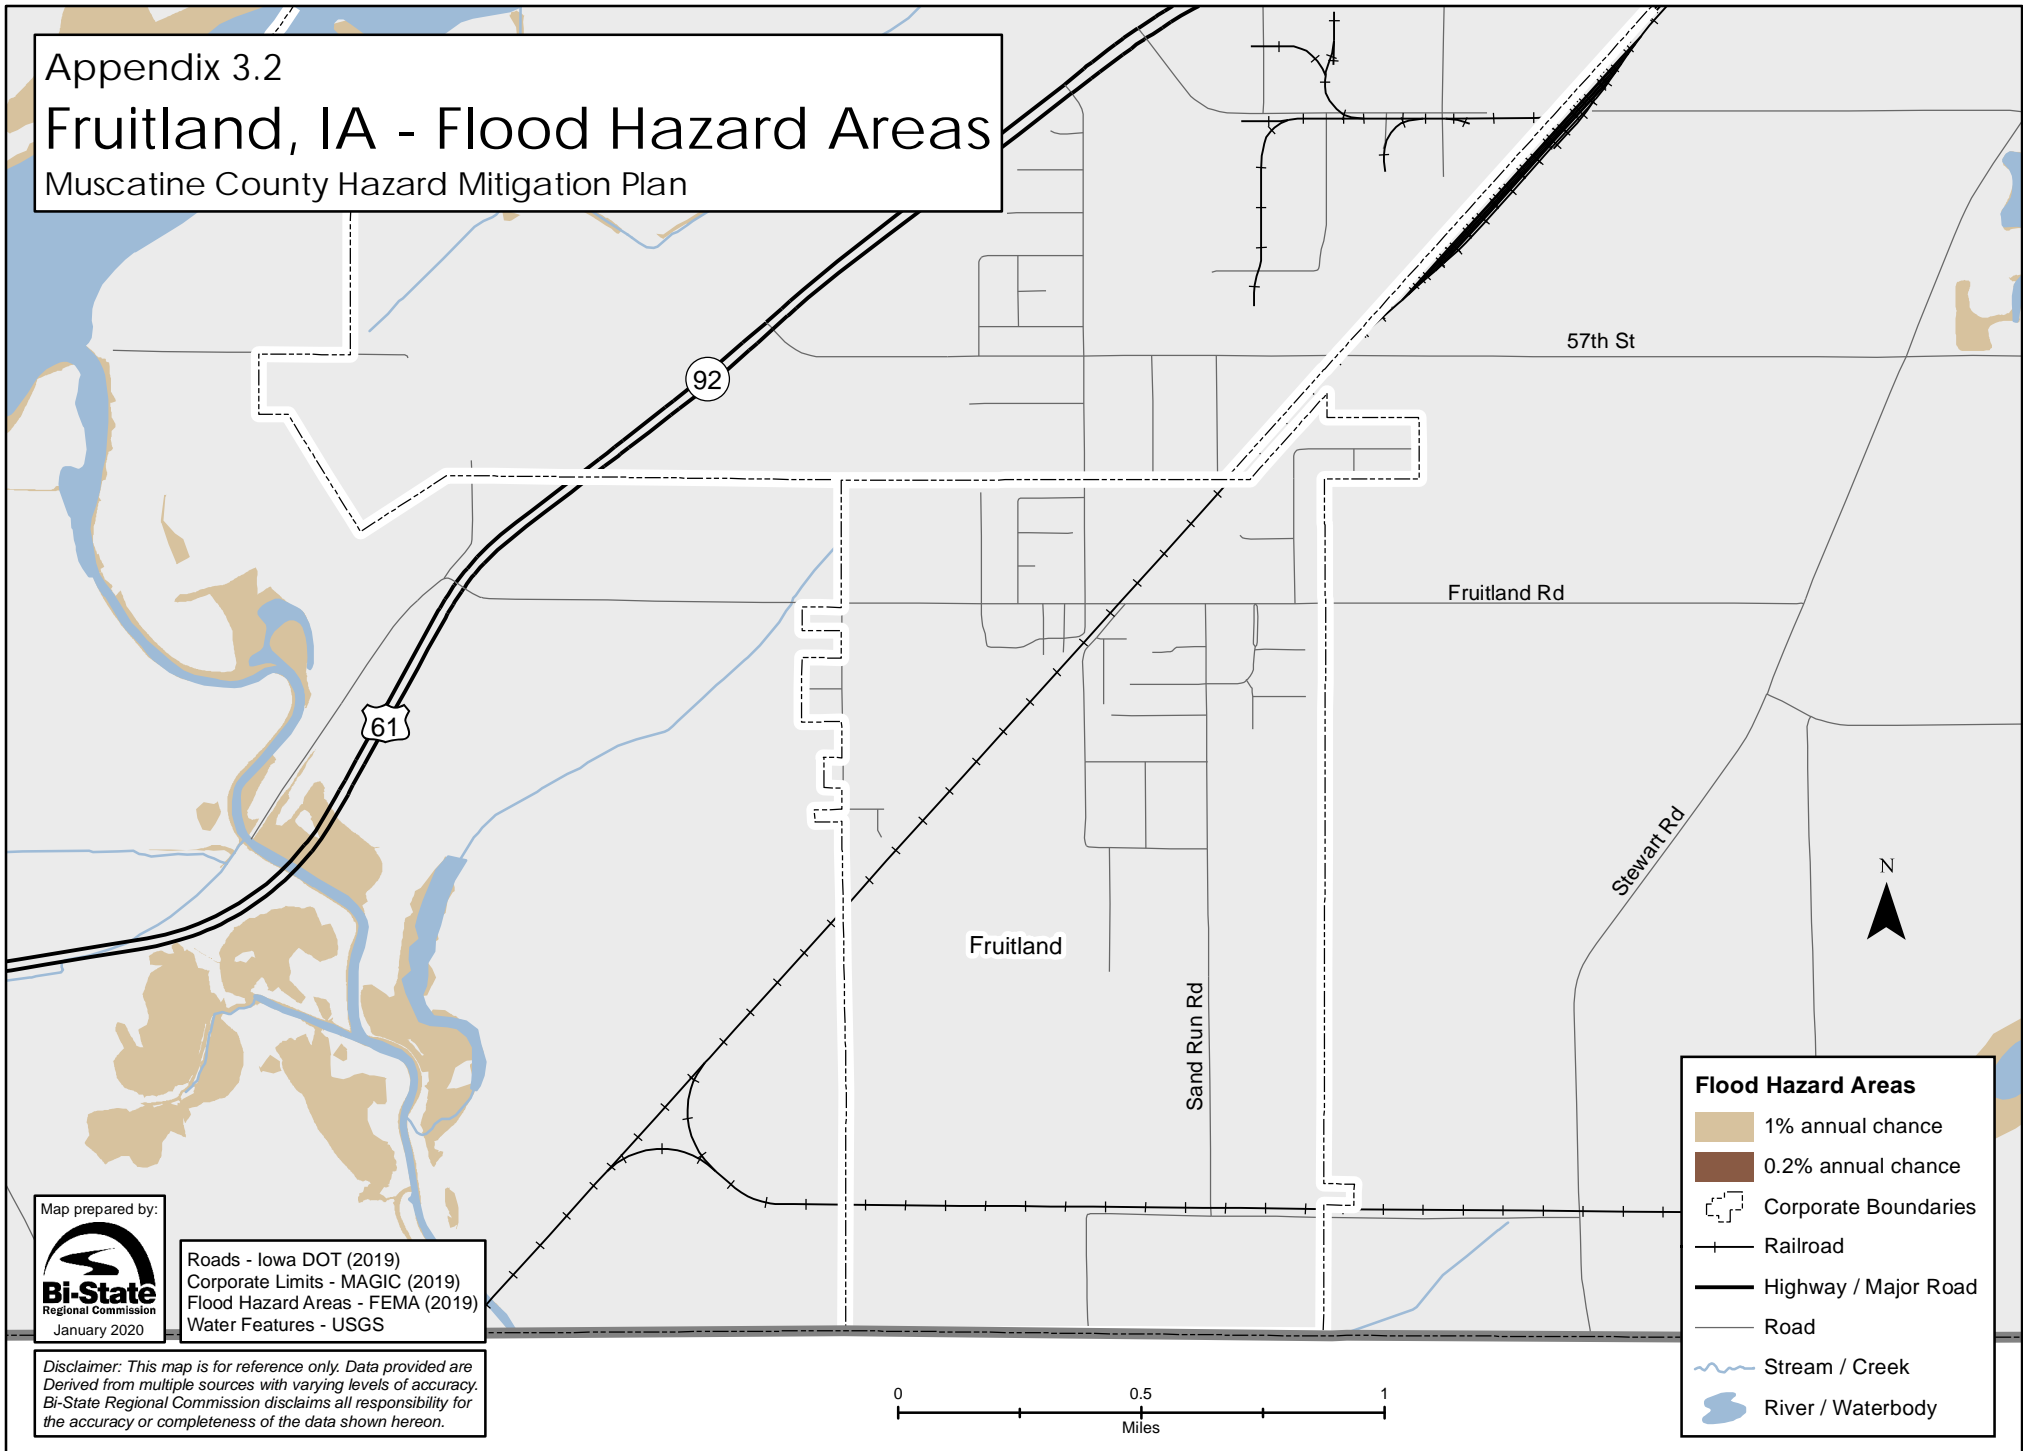 Appendix 3.2
Fruitland, IA - Flood Hazard Areas
Muscatine County Hazard Mitigation Plan
57th St
92
Fruitland Rd
61
Stewart Rd
N
Fruitland
Sand Run Rd
Flood Hazard Areas
1% annual chance
0.2% annual chance
Corporate Boundaries
Railroad
Highway / Major Road
Road
Stream / Creek
River / Waterbody
Map prepared by:
Bi-State
Regional Commission
January 2020
Roads - Iowa DOT (2019)
Corporate Limits - MAGIC (2019)
Flood Hazard Areas - FEMA (2019)
Water Features - USGS
Disclaimer: This map is for reference only. Data provided are
Derived from multiple sources with varying levels of accuracy.
Bi-State Regional Commission disclaims all responsibility for
the accuracy or completeness of the data shown hereon.
0 0.5 1
Miles